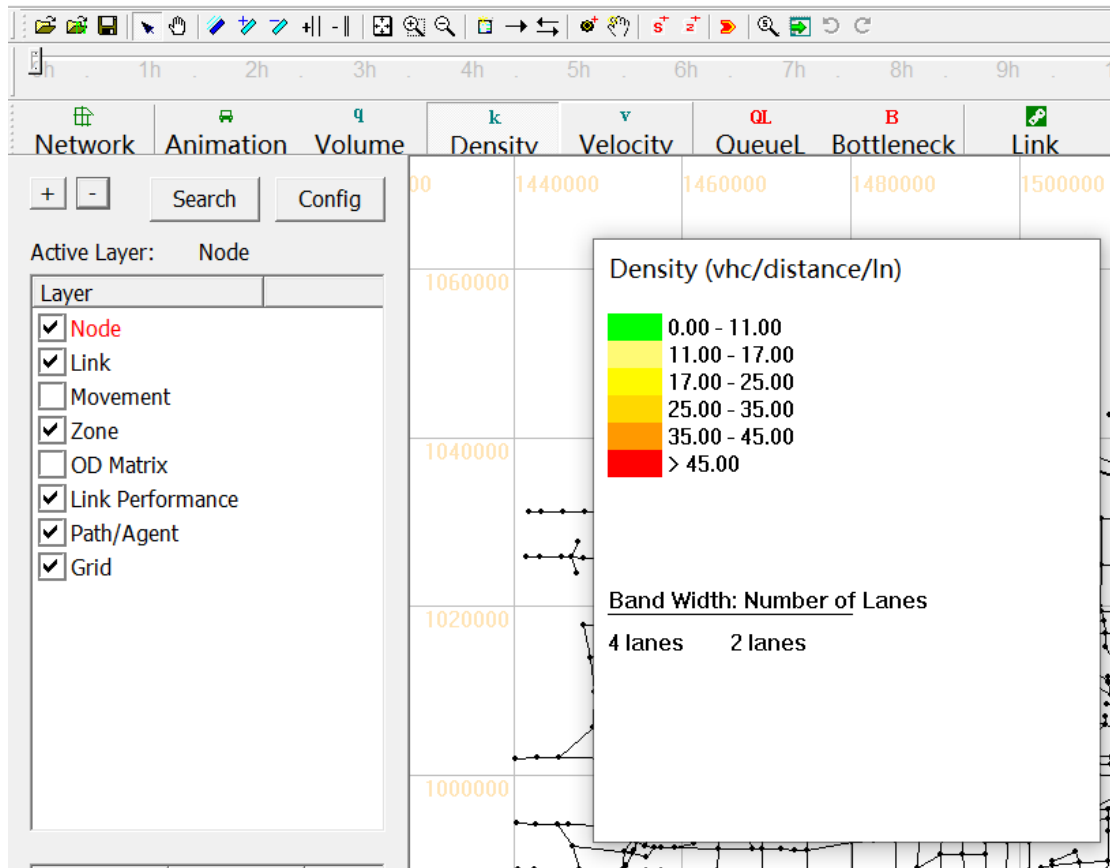 0h 1h 2h 3h 4h 5h 6h 7h 8h 9h
q k v QL B
Network Animation Volume Density Velocity QueueL Bottleneck Link
+ - Search Config
Active Layer: Node
Layer
Node
Link
Movement
Zone
OD Matrix
Link Performance
Path/Agent
Grid
00 1440000 1460000 1480000 1500000
1060000
1040000
1020000
1000000
Density (vhc/distance/ln)
0.00 - 11.00
11.00 - 17.00
17.00 - 25.00
25.00 - 35.00
35.00 - 45.00
> 45.00
Band Width: Number of Lanes
4 lanes 2 lanes